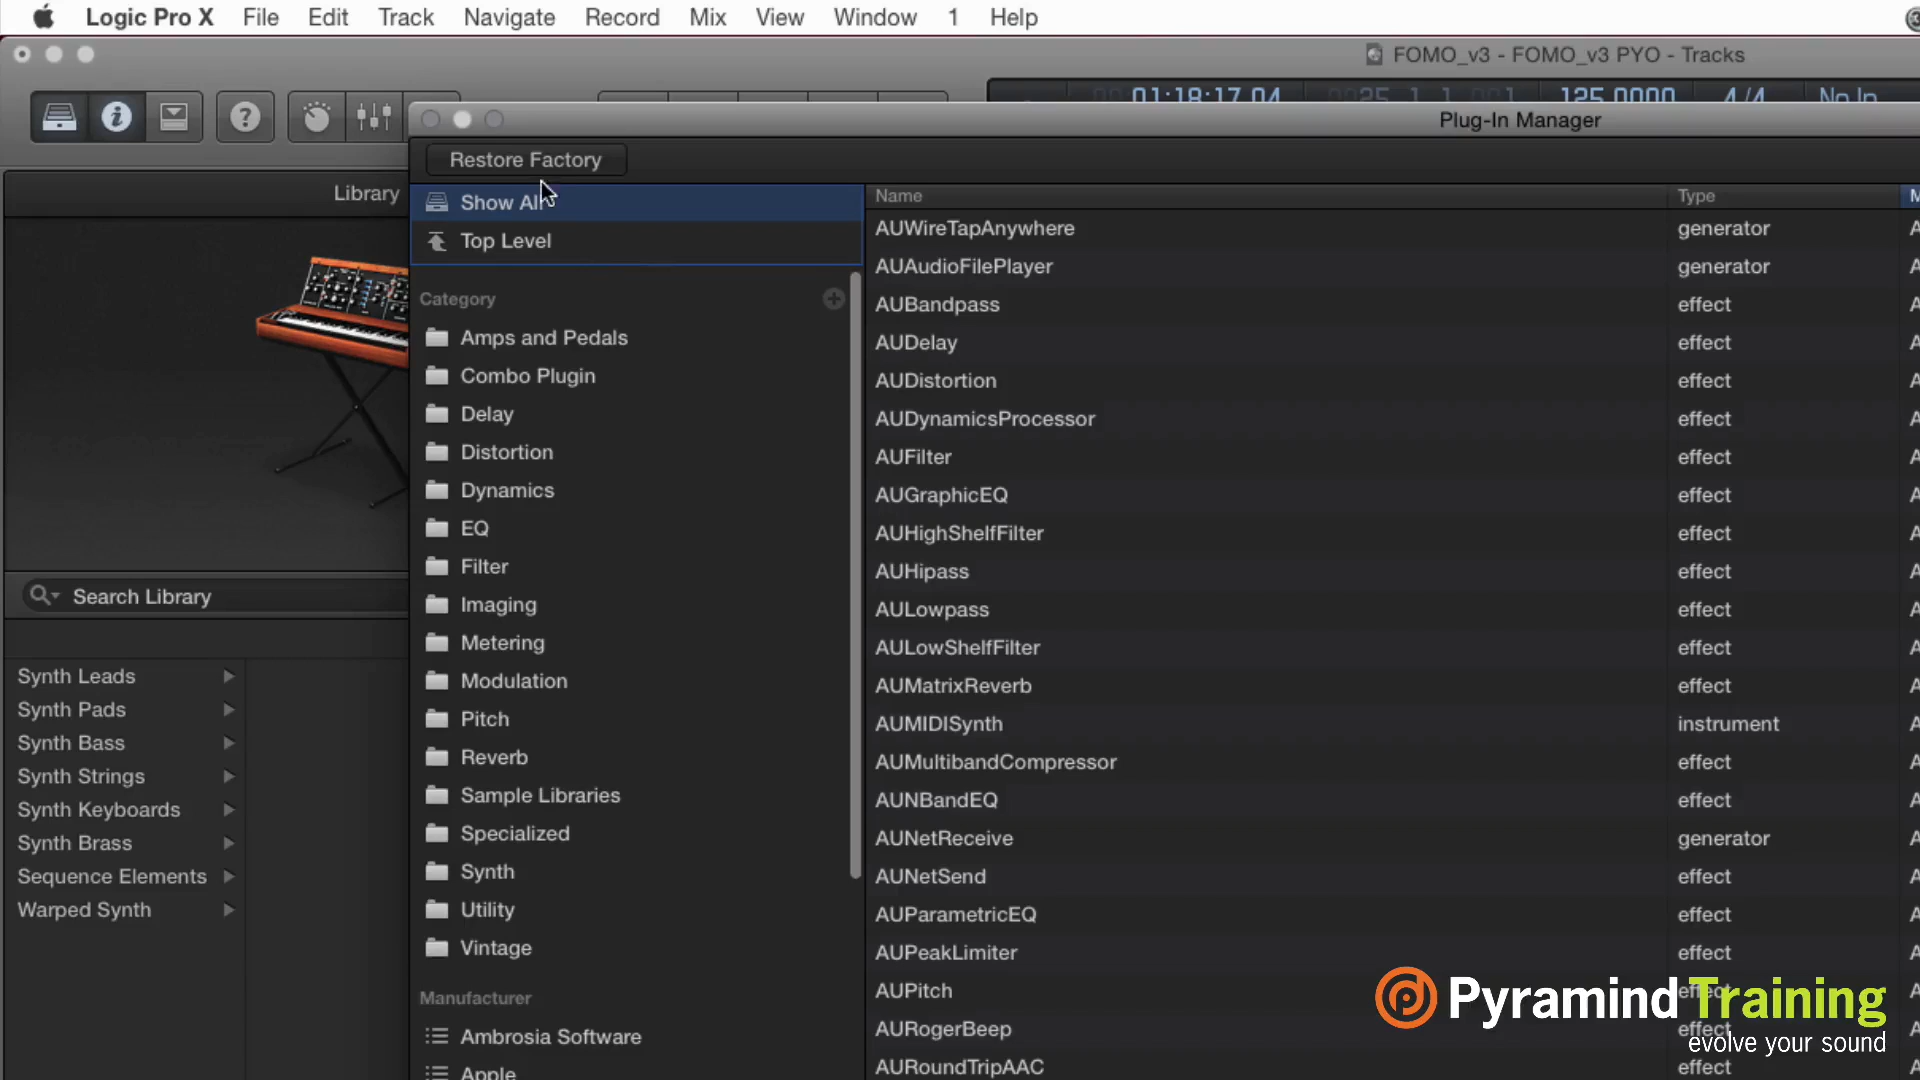 Logic Pro X File Edit Track Navigate Record Mix View Window 1 Help
FOMO_v3 - FOMO_v3 PYO - Tracks
01:18:17.04 125.0000 4/4 No In
Plug-In Manager
Restore Factory
Library
Show All
Top Level
Category
Amps and Pedals
Combo Plugin
Delay
Distortion
Dynamics
EQ
Filter
Imaging
Metering
Modulation
Pitch
Reverb
Sample Libraries
Specialized
Synth
Utility
Vintage
Manufacturer
Ambrosia Software
Apple
Search Library
Synth Leads
Synth Pads
Synth Bass
Synth Strings
Synth Keyboards
Synth Brass
Sequence Elements
Warped Synth
Name Type M
AUWireTapAnywhere generator A
AUAudioFilePlayer generator A
AUBandpass effect A
AUDelay effect A
AUDistortion effect A
AUDynamicsProcessor effect A
AUFilter effect A
AUGraphicEQ effect A
AUHighShelfFilter effect A
AUHipass effect A
AULowpass effect A
AULowShelfFilter effect A
AUMatrixReverb effect A
AUMIDISynth instrument A
AUMultibandCompressor effect A
AUNBandEQ effect A
AUNetReceive generator A
AUNetSend effect A
AUParametricEQ effect A
AUPeakLimiter effect A
AUPitch effect
AURogerBeep effect
AURoundTripAAC effect A
Pyramind Training
evolve your sound